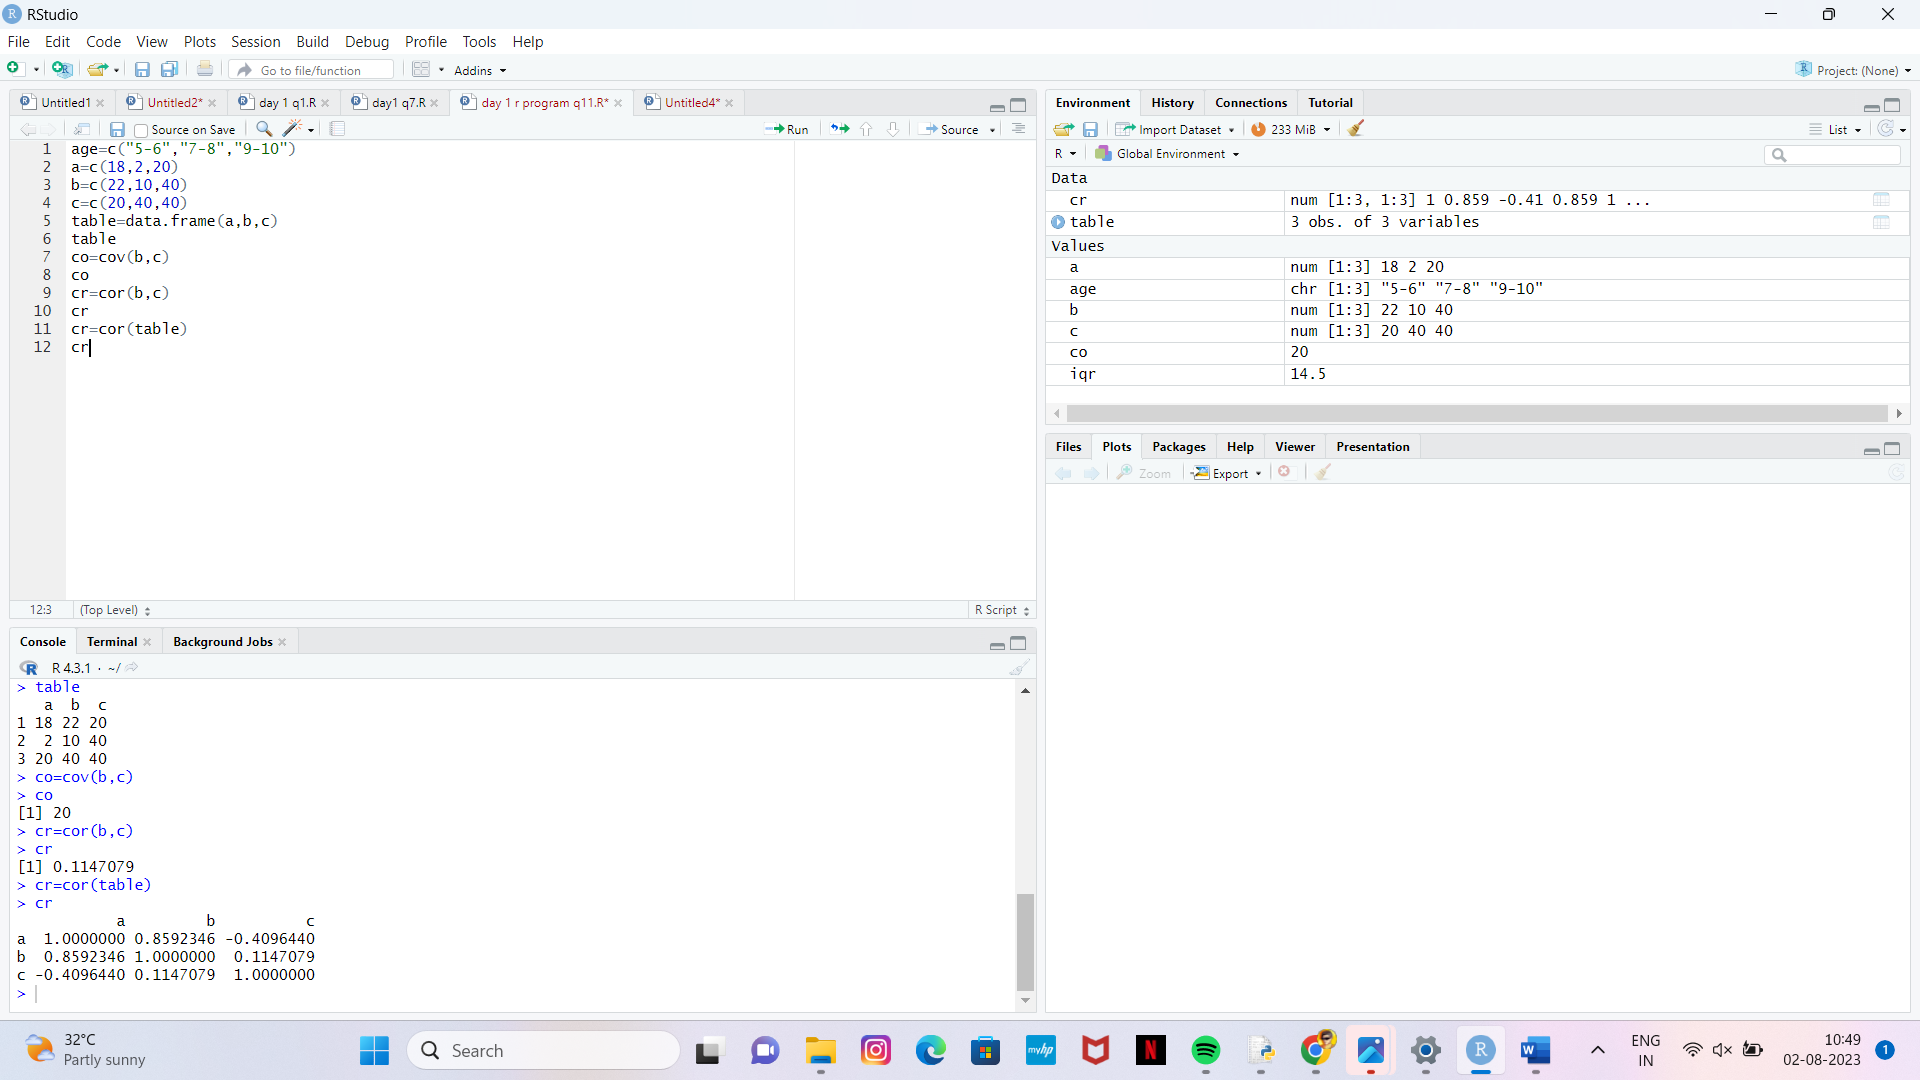 RStudio
File Edit Code View Plots Session Build Debug Profile Tools Help
Go to file/function Addins Project: (None)
Untitled1 Untitled2* day 1 q1.R day1 q7.R day 1 r program q11.R* Untitled4*
Source on Save Run Source
1 age=c("5-6","7-8","9-10")
2 a=c(18,2,20)
3 b=c(22,10,40)
4 c=c(20,40,40)
5 table=data.frame(a,b,c)
6 table
7 co=cov(b,c)
8 co
9 cr=cor(b,c)
10 cr
11 cr=cor(table)
12 cr
12:3 (Top Level) R Script
Console Terminal Background Jobs
R 4.3.1 · ~/
> table
a b c
1 18 22 20
2 2 10 40
3 20 40 40
> co=cov(b,c)
> co
[1] 20
> cr=cor(b,c)
> cr
[1] 0.1147079
> cr=cor(table)
> cr
a b c
a 1.0000000 0.8592346 -0.4096440
b 0.8592346 1.0000000 0.1147079
c -0.4096440 0.1147079 1.0000000
>
Environment History Connections Tutorial
Import Dataset 233 MiB List
R Global Environment
Data
cr num [1:3, 1:3] 1 0.859 -0.41 0.859 1 ...
table 3 obs. of 3 variables
Values
a num [1:3] 18 2 20
age chr [1:3] "5-6" "7-8" "9-10"
b num [1:3] 22 10 40
c num [1:3] 20 40 40
co 20
iqr 14.5
Files Plots Packages Help Viewer Presentation
Zoom Export
32°C
Partly sunny
Search
myhp
N
R
W
ENG
IN
10:49
02-08-2023
1